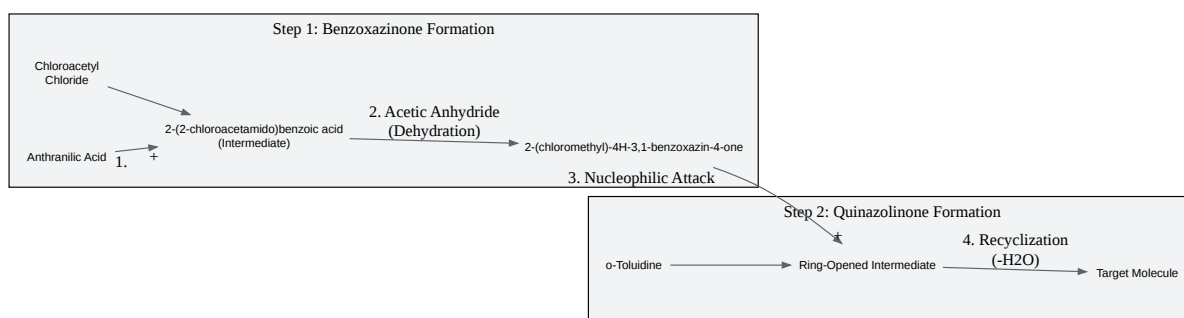 Step 1: Benzoxazinone Formation
Chloroacetyl
Chloride
2. Acetic Anhydride
(Dehydration)
2-(2-chloroacetamido)benzoic acid
(Intermediate)
Anthranilic Acid
1.
+
2-(chloromethyl)-4H-3,1-benzoxazin-4-one
3. Nucleophilic Attack
Step 2: Quinazolinone Formation
+
4. Recyclization
(-H2O)
o-Toluidine
Ring-Opened Intermediate
Target Molecule